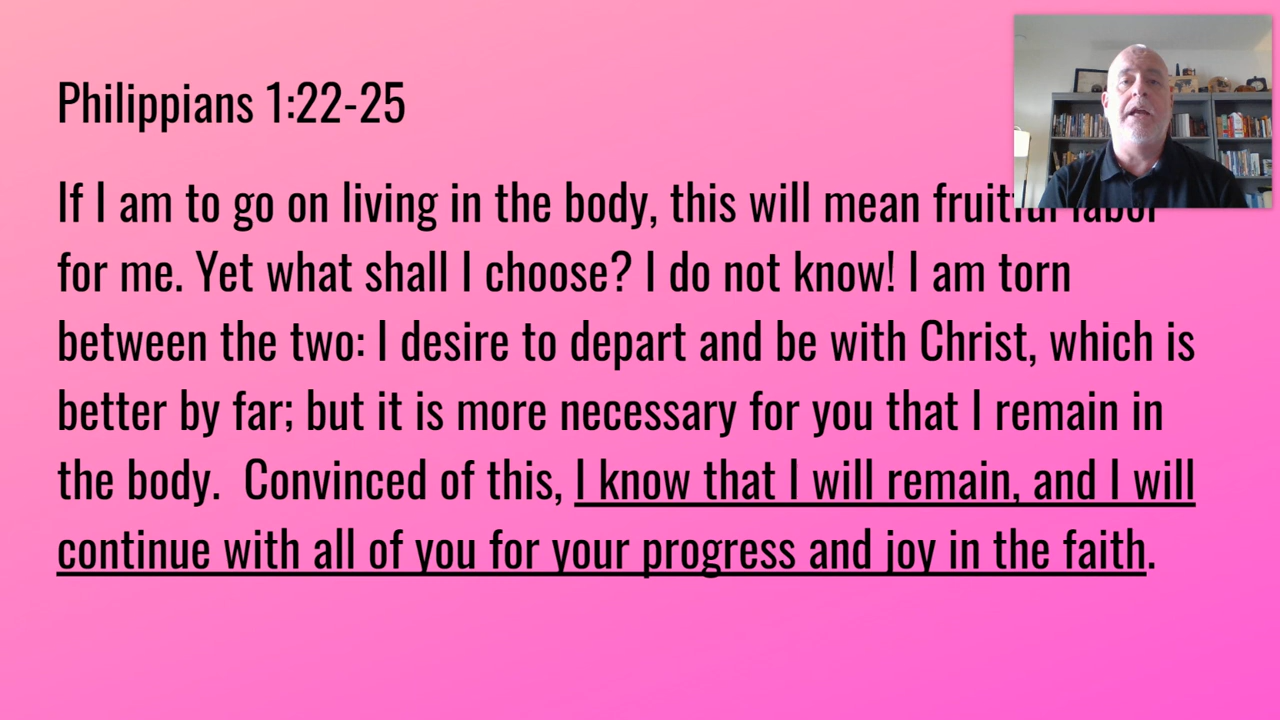 Philippians 1:22-25
If I am to go on living in the body, this will mean fruitful labor
for me. Yet what shall I choose? I do not know! I am torn
between the two: I desire to depart and be with Christ, which is
better by far; but it is more necessary for you that I remain in
the body.  Convinced of this, I know that I will remain, and I will
continue with all of you for your progress and joy in the faith.